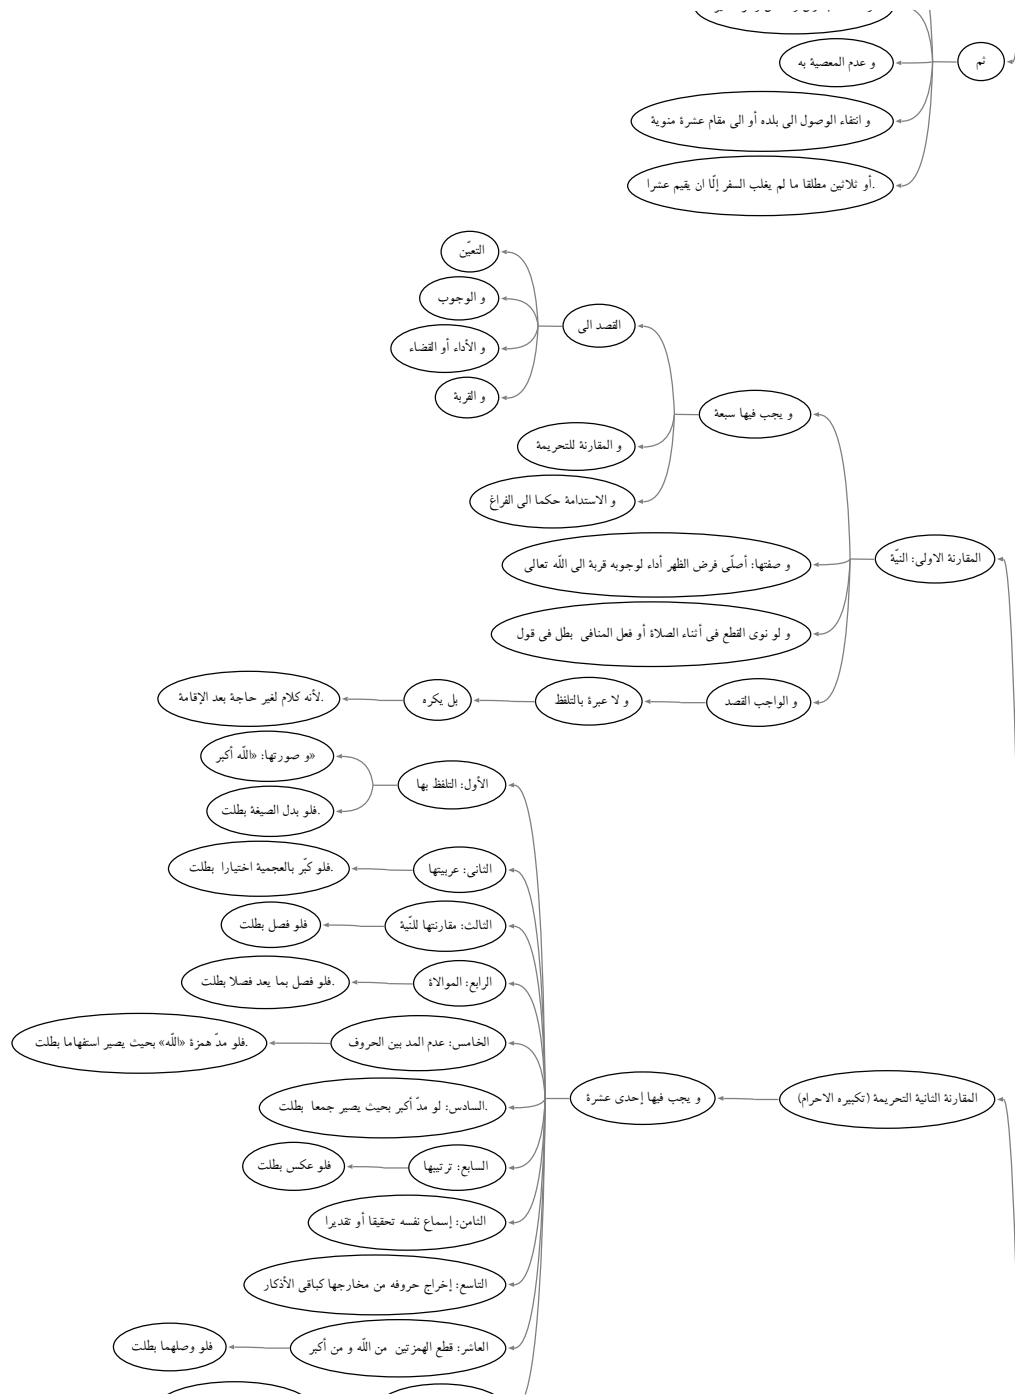 ثم
و عدم المعصية به
و انتفاء الوصول الى بلده أو الى مقام عشرة منوية
أو ثلاثين مطلقا ما لم يغلب السفر إلّا ان يقيم عشرا.
المقارنة الاولى: النيّة
و يجب فيها سبعة
القصد الى
التعيّن
و الوجوب
و الأداء أو القضاء
و القربة
و المقارنة للتحريمة
و الاستدامة حكما الى الفراغ
و صفتها: أصلّى فرض الظهر أداء لوجوبه قربة الى اللّه تعالى
و لو نوى القطع فى أثناء الصلاة أو فعل المنافى بطل فى قول
و الواجب القصد
و لا عبرة بالتلفظ
بل يكره
لأنه كلام لغير حاجة بعد الإقامة.
المقارنة الثانية التحريمة (تكبيره الاحرام)
و يجب فيها إحدى عشرة
الأول: التلفظ بها
و صورتها: «اللّه أكبر»
فلو بدل الصيغة بطلت.
الثانى: عربيتها
فلو كبّر بالعجمية اختيارا بطلت.
الثالث: مقارنتها للنّية
فلو فصل بطلت
الرابع: الموالاة
فلو فصل بما يعد فصلا بطلت.
الخامس: عدم المد بين الحروف
فلو مدّ همزة «اللّه» بحيث يصير استفهاما بطلت.
السادس: لو مدّ أكبر بحيث يصير جمعا بطلت.
السابع: ترتيبها
فلو عكس بطلت
الثامن: إسماع نفسه تحقيقا أو تقديرا
التاسع: إخراج حروفه من مخارجها كباقى الأذكار
العاشر: قطع الهمزتين من اللّه و من أكبر
فلو وصلهما بطلت